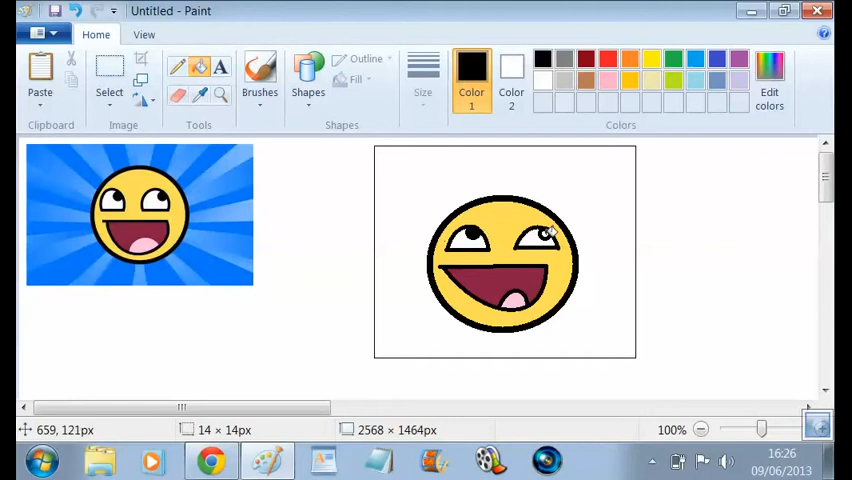 Untitled - Paint
Home View
Paste
Select
Brushes
Shapes
Outline
Fill
Size
Color 1
Color 2
Edit colors
Clipboard
Image
Tools
Shapes
Colors
A
659, 121px
14 × 14px
2568 × 1464px
100%
16:26
09/06/2013